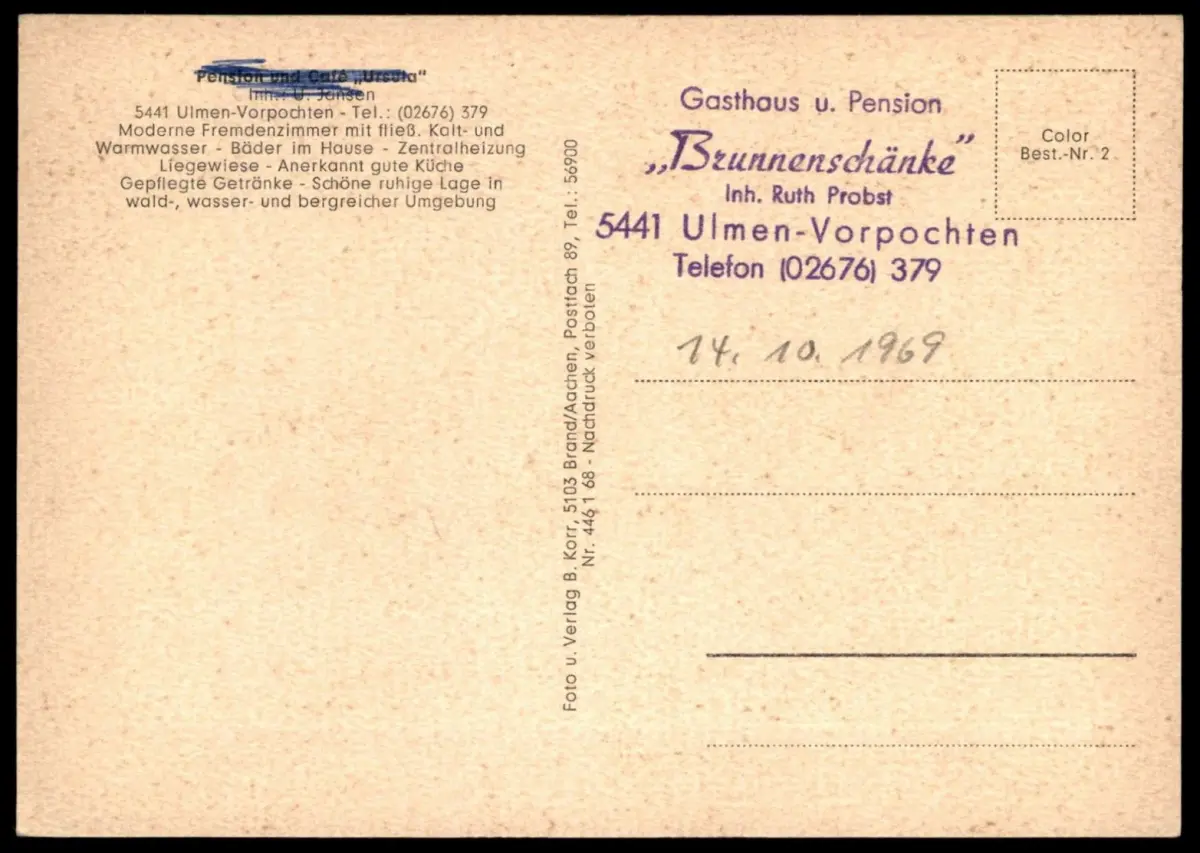 Pension und Café „Ursula"
Inh.: U. Jansen
5441 Ulmen-Vorpochten - Tel.: (02676) 379
Moderne Fremdenzimmer mit fließ. Kalt- und
Warmwasser - Bäder im Hause - Zentralheizung
Liegewiese - Anerkannt gute Küche
Gepflegte Getränke - Schöne ruhige Lage in
wald-, wasser- und bergreicher Umgebung
Foto u. Verlag B. Korr, 5103 Brand/Aachen, Postfach 89, Tel.: 56900
Nr. 446 1 68 - Nachdruck verboten
Gasthaus u. Pension
„Brunnenschänke"
Inh. Ruth Probst
5441 Ulmen-Vorpochten
Telefon (02676) 379
Color
Best.-Nr. 2
14. 10. 1969